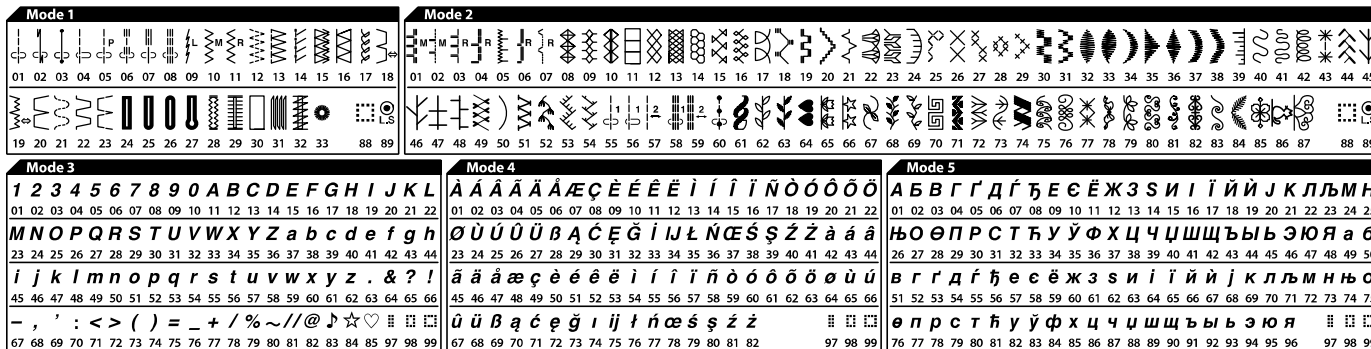 Mode 1
P L M R
01 02 03 04 05 06 07 08 09 10 11 12 13 14 15 16 17 18
L.S
19 20 21 22 23 24 25 26 27 28 29 30 31 32 33 88 89
Mode 2
M M R R R R
01 02 03 04 05 06 07 08 09 10 11 12 13 14 15 16 17 18 19 20 21 22 23 24 25 26 27 28 29 30 31 32 33 34 35 36 37 38 39 40 41 42 43 44
1 1 2 1 2
46 47 48 49 50 51 52 53 54 55 56 57 58 59 60 61 62 63 64 65 66 67 68 69 70 71 72 73 74 75 76 77 78 79 80 81 82 83 84 85 86 87 88
Mode 3
1 2 3 4 5 6 7 8 9 0 A B C D E F G H I J K L
01 02 03 04 05 06 07 08 09 10 11 12 13 14 15 16 17 18 19 20 21 22
M N O P Q R S T U V W X Y Z a b c d e f g h
23 24 25 26 27 28 29 30 31 32 33 34 35 36 37 38 39 40 41 42 43 44
i j k l m n o p q r s t u v w x y z . & ? !
45 46 47 48 49 50 51 52 53 54 55 56 57 58 59 60 61 62 63 64 65 66
– , ' : < > ( ) = _ + / % ~ // @ ♪ ☆ ♡
67 68 69 70 71 72 73 74 75 76 77 78 79 80 81 82 83 84 85 97 98 99
Mode 4
À Á Â Ã Ä Å Æ Ç È É Ê Ë Ì Í Î Ï Ñ Ò Ó Ô Õ Ö
01 02 03 04 05 06 07 08 09 10 11 12 13 14 15 16 17 18 19 20 21 22
Ø Ù Ú Û Ü ß Ą Ć Ę Ğ İ IJ Ł Ń Œ Ś Ş Ź Ż à á â
23 24 25 26 27 28 29 30 31 32 33 34 35 36 37 38 39 40 41 42 43 44
ã ä å æ ç è é ê ë ì í î ï ñ ò ó ô õ ö ø ù ú
45 46 47 48 49 50 51 52 53 54 55 56 57 58 59 60 61 62 63 64 65 66
û ü ß ą ć ę ğ ı ij ł ń œ ś ş ź ż
67 68 69 70 71 72 73 74 75 76 77 78 79 80 81 82 97 98 99
Mode 5
А Б В Г Ґ Д Ѓ Ђ Е Є Ё Ж З Ѕ И І Ї Й Ѝ Ј К Л Љ М Н
01 02 03 04 05 06 07 08 09 10 11 12 13 14 15 16 17 18 19 20 21 22 23 24
Њ О Ө П Р С Т Ћ У Ў Ф Х Ц Ч Џ Ш Щ Ъ Ы Ь Э Ю Я а б
26 27 28 29 30 31 32 33 34 35 36 37 38 39 40 41 42 43 44 45 46 47 48 49
в г ґ д ѓ ђ е є ё ж з ѕ и і ї й ѝ ј к л љ м н њ о
51 52 53 54 55 56 57 58 59 60 61 62 63 64 65 66 67 68 69 70 71 72 73 74
ө п р с т ћ у ў ф х ц ч џ ш щ ъ ы ь э ю я
76 77 78 79 80 81 82 83 84 85 86 87 88 89 90 91 92 93 94 95 96 97 98